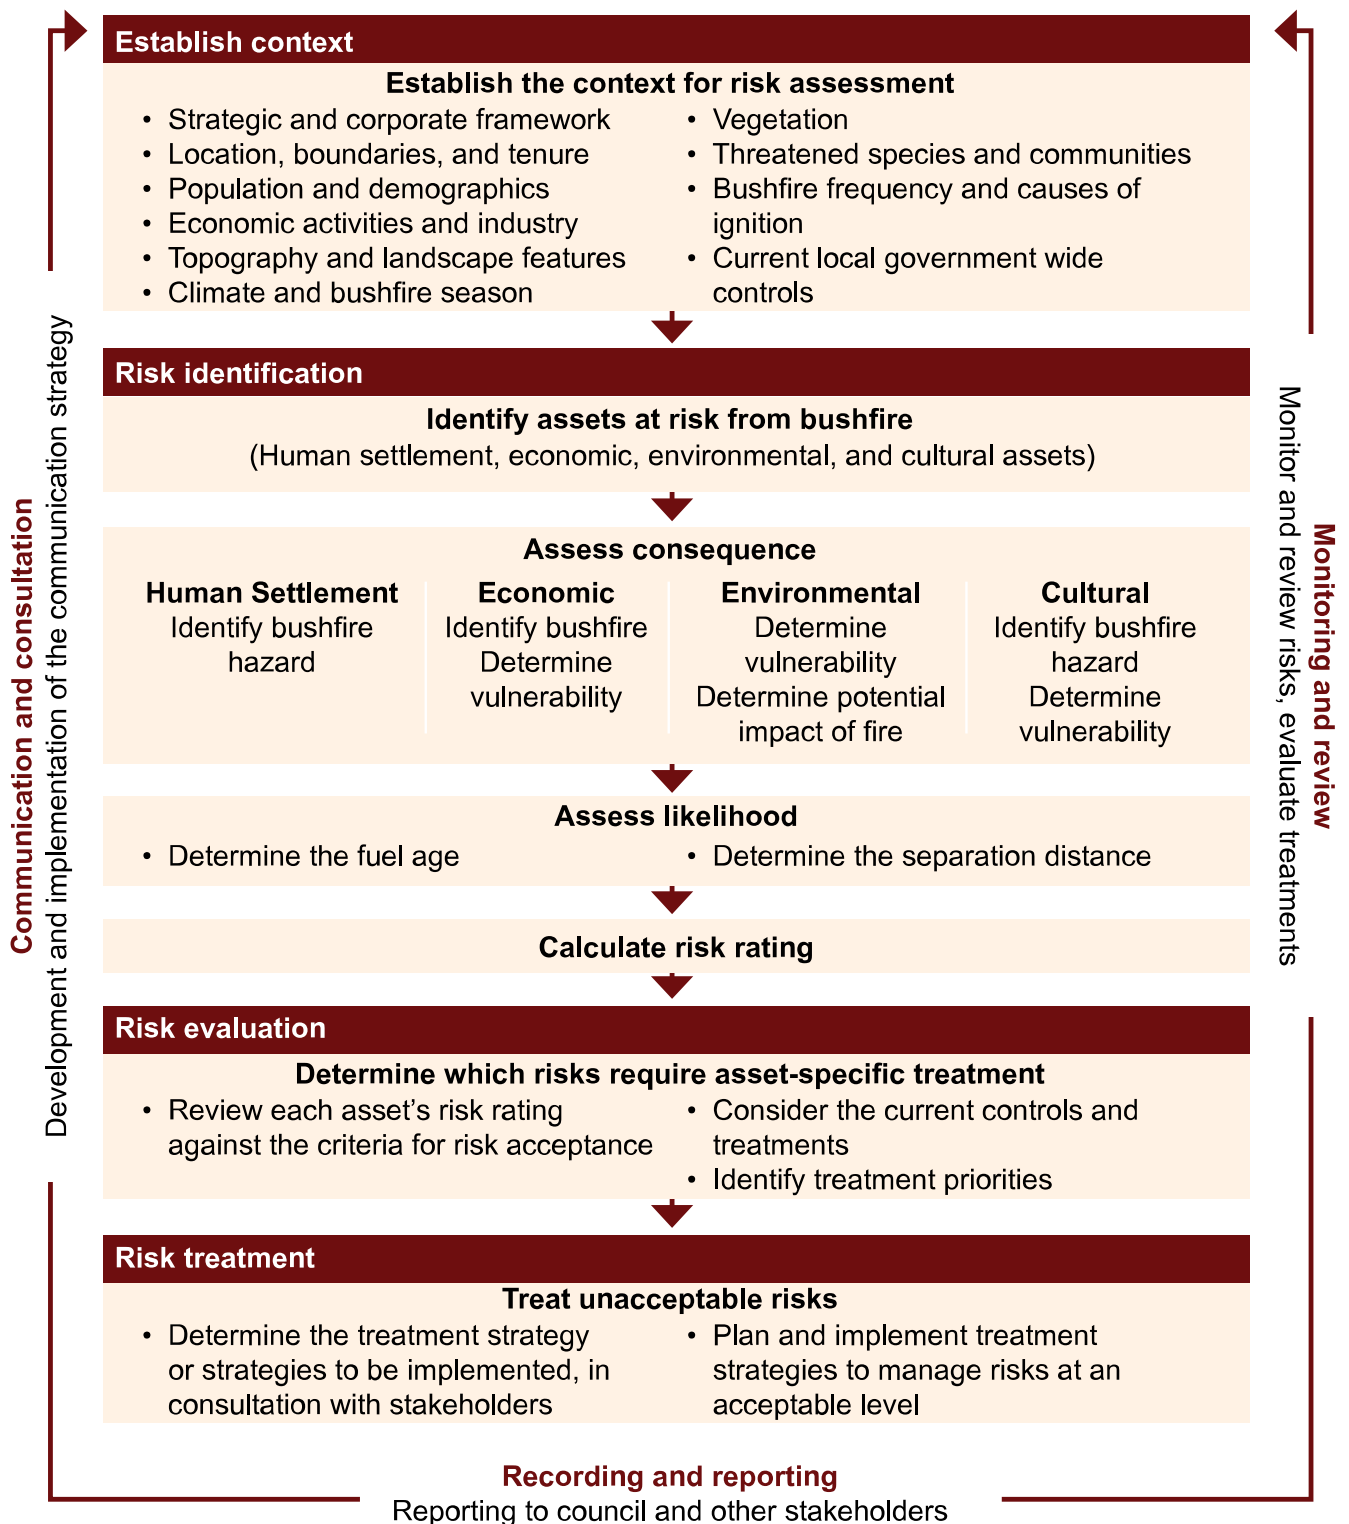 Establish context
Establish the context for risk assessment
• Strategic and corporate framework
• Location, boundaries, and tenure
• Population and demographics
• Economic activities and industry
• Topography and landscape features
• Climate and bushfire season
• Vegetation
• Threatened species and communities
• Bushfire frequency and causes of
ignition
• Current local government wide
controls
Risk identification
Identify assets at risk from bushfire
(Human settlement, economic, environmental, and cultural assets)
Assess consequence
Human Settlement
Identify bushfire
hazard
Economic
Identify bushfire
Determine
vulnerability
Environmental
Determine
vulnerability
Determine potential
impact of fire
Cultural
Identify bushfire
hazard
Determine
vulnerability
Assess likelihood
• Determine the fuel age
• Determine the separation distance
Calculate risk rating
Risk evaluation
Determine which risks require asset-specific treatment
• Review each asset's risk rating
against the criteria for risk acceptance
• Consider the current controls and
treatments
• Identify treatment priorities
Risk treatment
Treat unacceptable risks
• Determine the treatment strategy
or strategies to be implemented, in
consultation with stakeholders
• Plan and implement treatment
strategies to manage risks at an
acceptable level
Communication and consultation
Development and implementation of the communication strategy
Monitoring and review
Monitor and review risks, evaluate treatments
Recording and reporting
Reporting to council and other stakeholders